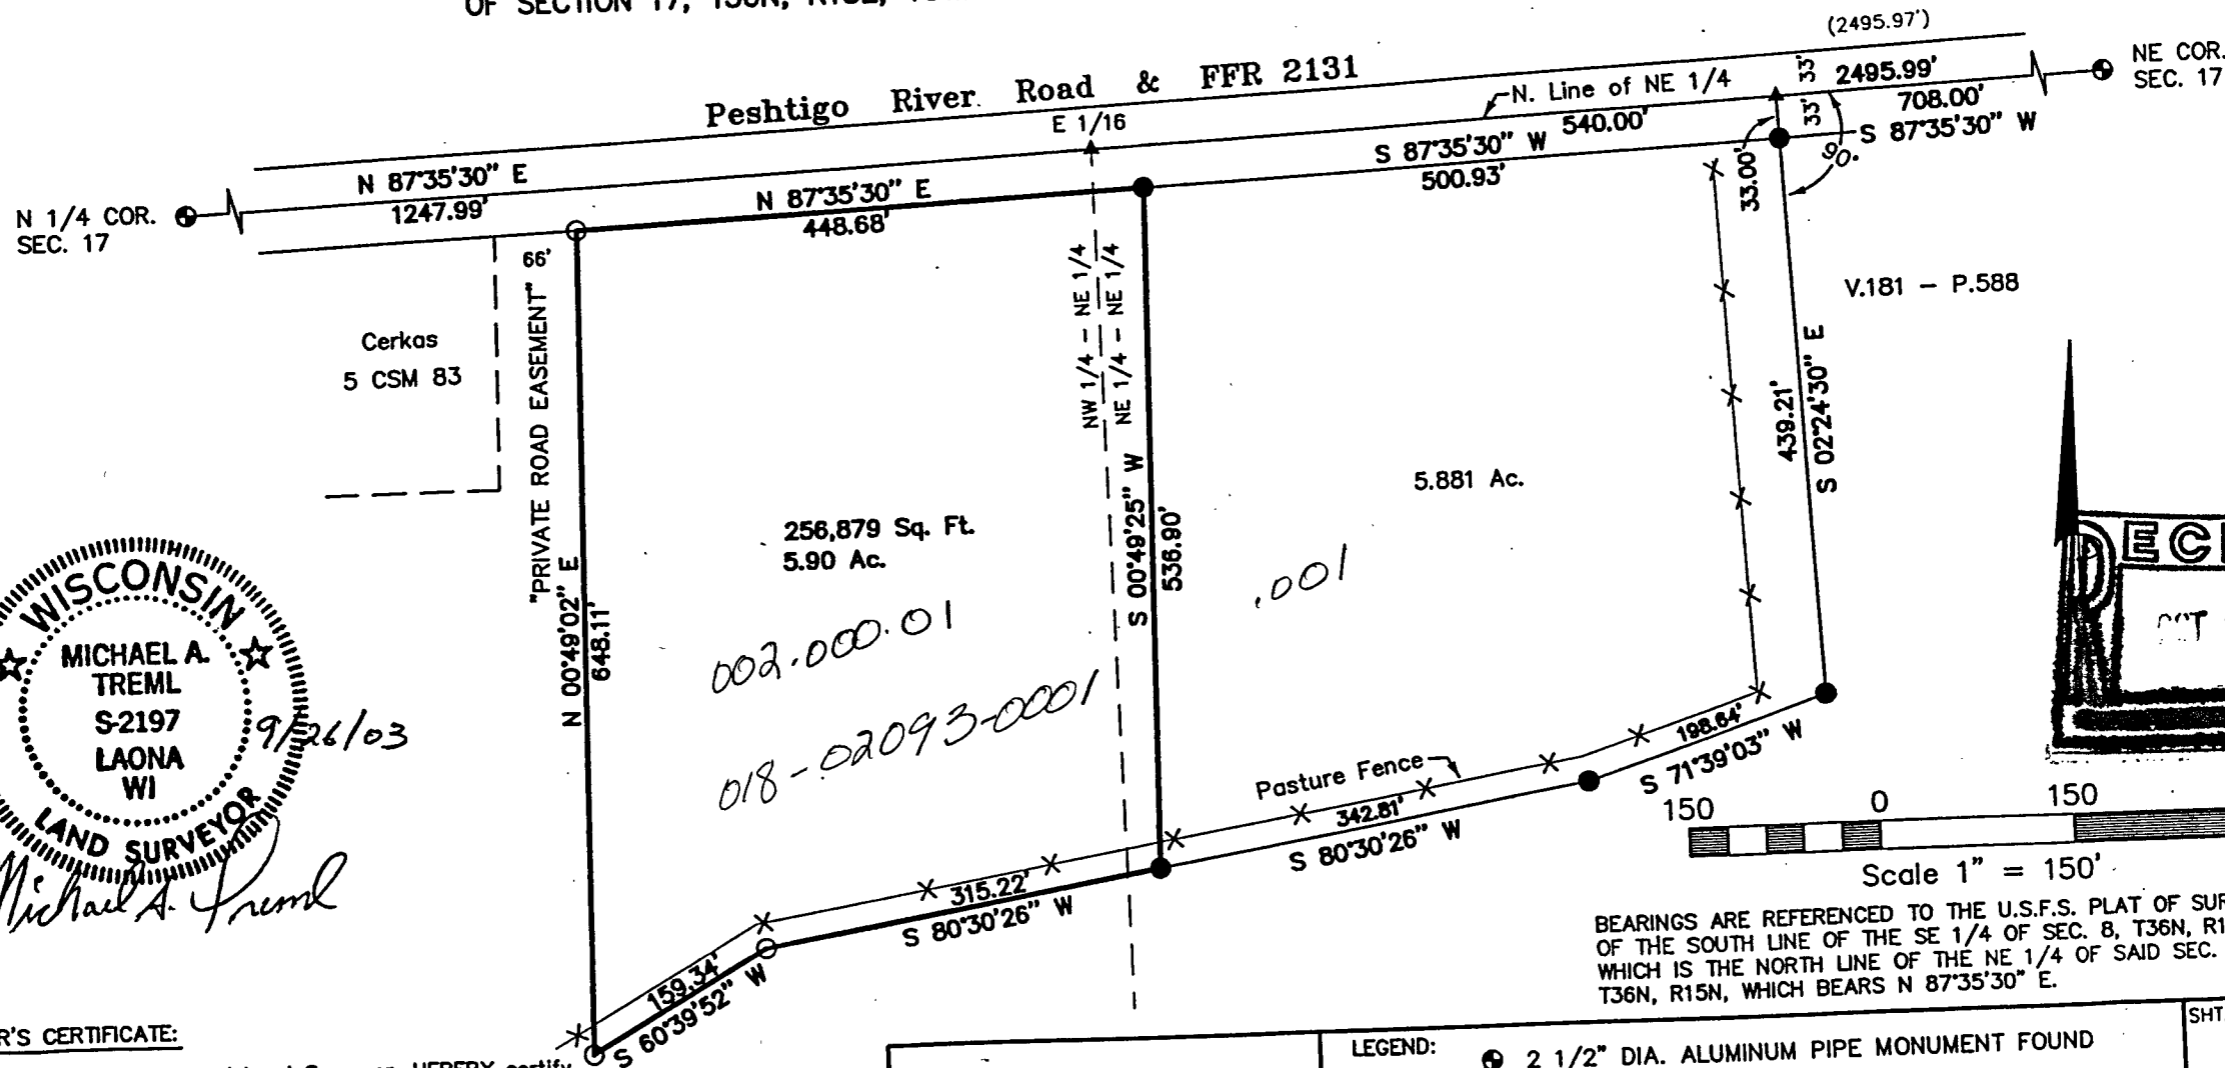 OF SECTION 17, T36N, R15E,
(2495.97')
NE COR.
SEC. 17
Peshtigo River Road & FFR 2131
E 1/16
N. Line of NE 1/4
540.00'
33'
33'
2495.99'
708.00'
S 87°35'30" W
90°
33.00'
N 1/4 COR.
SEC. 17
N 87°35'30" E
1247.99'
N 87°35'30" E
448.68'
S 87°35'30" W
500.93'
66'
"PRIVATE ROAD EASEMENT"
Cerkas
5 CSM 83
NW 1/4 - NE 1/4
NE 1/4 - NE 1/4
V.181 - P.588
439.21'
S 02°24'30" E
5.881 Ac.
256,879 Sq. Ft.
5.90 Ac.
S 00°49'25" W
536.90'
.001
002.000.01
018-02093-0001
N 00°49'02" E
648.11'
WISCONSIN
MICHAEL A.
TREML
S-2197
LAONA
WI
LAND SURVEYOR
9/26/03
Michael A. Treml
Pasture Fence
198.64'
S 71°39'03" W
342.81'
S 80°30'26" W
315.22'
S 80°30'26" W
159.34'
S 60°39'52" W
150 0 150
Scale 1" = 150'
BEARINGS ARE REFERENCED TO THE U.S.F.S. PLAT OF SUR
OF THE SOUTH LINE OF THE SE 1/4 OF SEC. 8, T36N, R1
WHICH IS THE NORTH LINE OF THE NE 1/4 OF SAID SEC.
T36N, R15N, WHICH BEARS N 87°35'30" E.
R'S CERTIFICATE:
HEREBY certify
LEGEND:
2 1/2" DIA. ALUMINUM PIPE MONUMENT FOUND
SHT